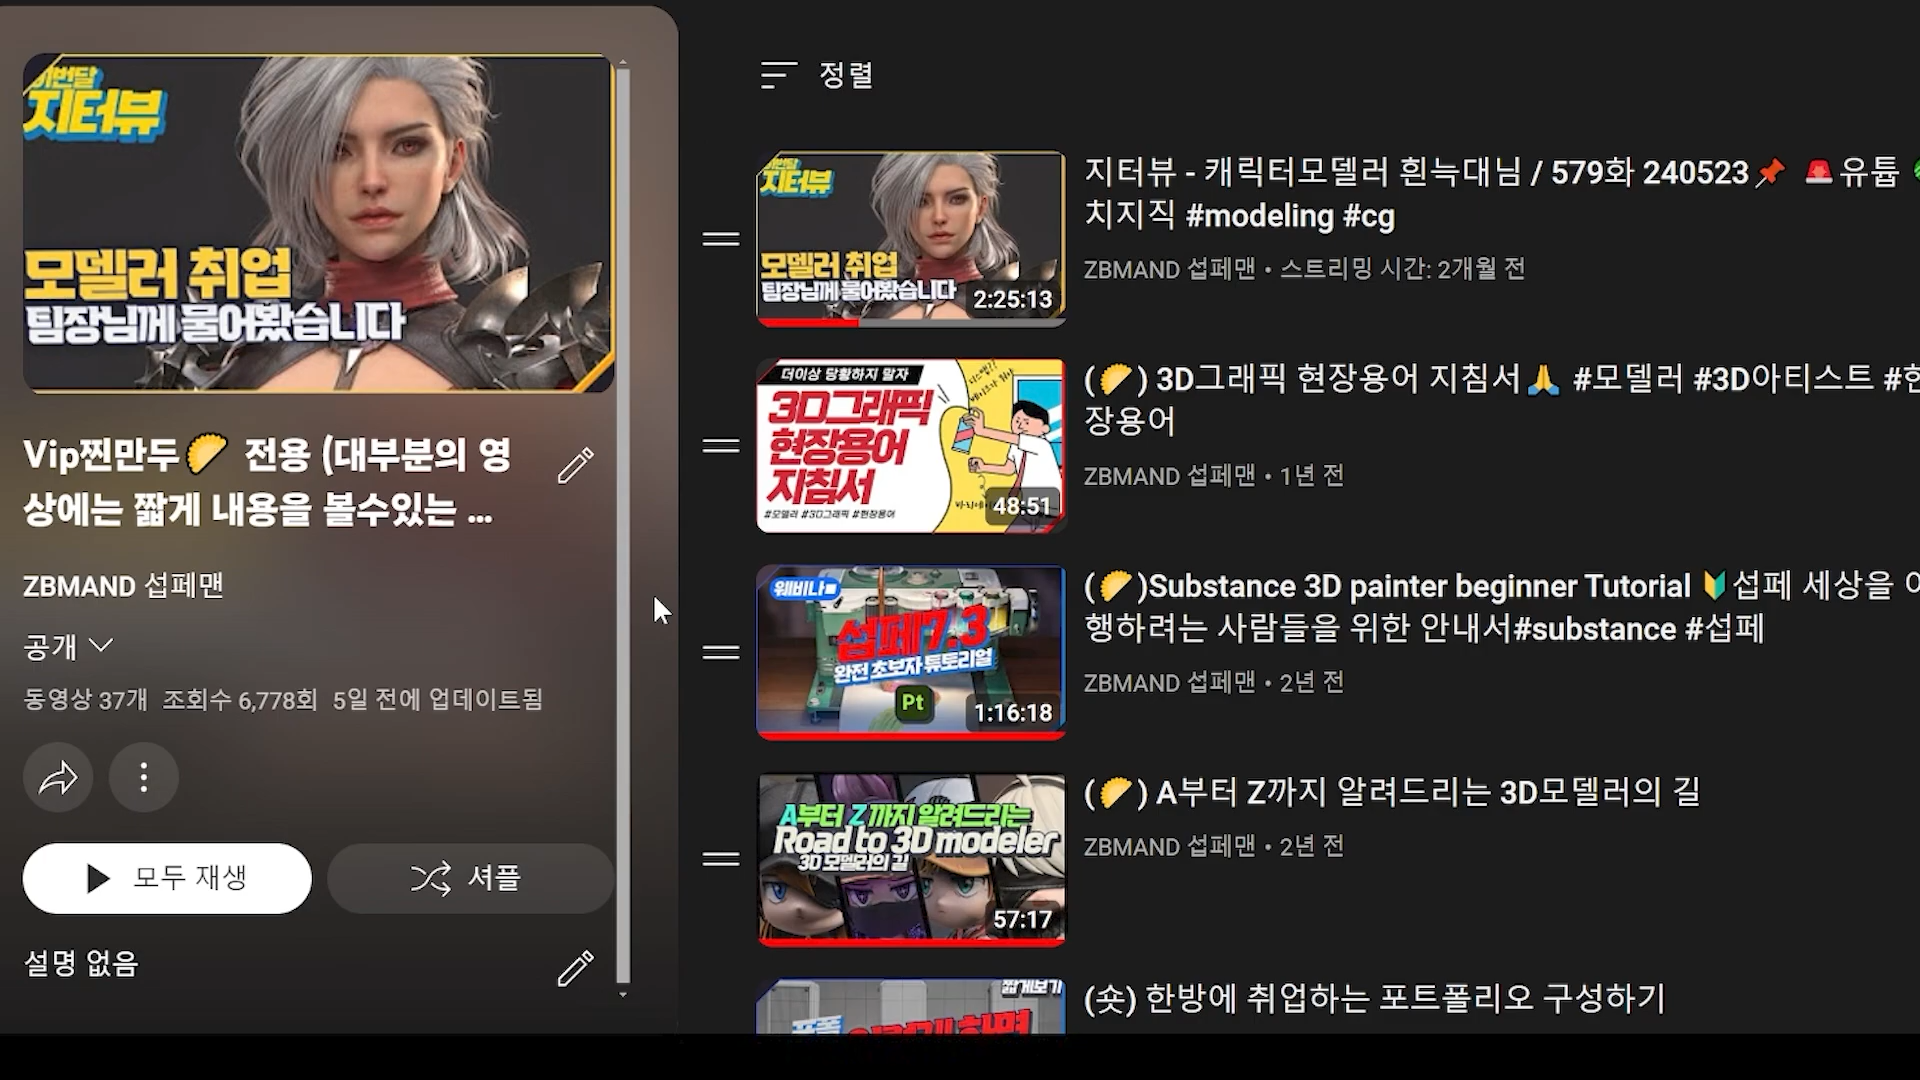 이번달
지터뷰
모델러 취업
팀장님께 물어봤습니다
Vip찐만두🥟 전용 (대부분의 영
상에는 짧게 내용을 볼수있는 ...
ZBMAND 섭페맨
공개
동영상 37개 조회수 6,778회 5일 전에 업데이트됨
모두 재생
셔플
설명 없음
정렬
이번달
지터뷰
모델러 취업
팀장님께 물어봤습니다
2:25:13
지터뷰 - 캐릭터모델러 흰늑대님 / 579화 240523📌 🚨유튭
치지직 #modeling #cg
ZBMAND 섭페맨 • 스트리밍 시간: 2개월 전
더이상 당황하지 말자
3D그래픽
현장용어
지침서
#모델러 #3D그래픽 #현장용어
48:51
(🥟) 3D그래픽 현장용어 지침서🙏 #모델러 #3D아티스트 #현
장용어
ZBMAND 섭페맨 • 1년 전
웨비나
섭페7.3
완전 초보자 튜토리얼
Pt
1:16:18
(🥟)Substance 3D painter beginner Tutorial 🔰섭페 세상을 여
행하려는 사람들을 위한 안내서#substance #섭페
ZBMAND 섭페맨 • 2년 전
A부터 Z까지 알려드리는
Road to 3D modeler
3D 모델러의 길
57:17
(🥟) A부터 Z까지 알려드리는 3D모델러의 길
ZBMAND 섭페맨 • 2년 전
짧게보기
(숏) 한방에 취업하는 포트폴리오 구성하기